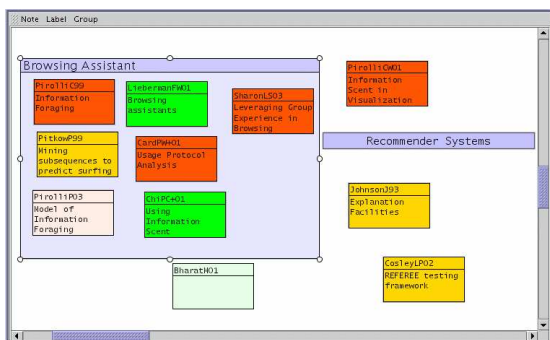 Note Label Group
Browsing Assistant
PirolliC99
Information
Foraging
LiebermanFW01
Browsing
assistants
SharonLS03
Leveraging Group
Experience in
Browsing
PirolliCW01
Information
Scent in
Visualization
PitkowP99
Mining
subsequences to
predict surfing
CardPW+01
Usage Protocol
Analysis
Recommender Systems
PirolliP03
Model of
Information
Foraging
ChiPC+01
Using
Information
Scent
JohnsonJ93
Explanation
Facilities
BharatH01
CosleyLP02
REFEREE testing
framework